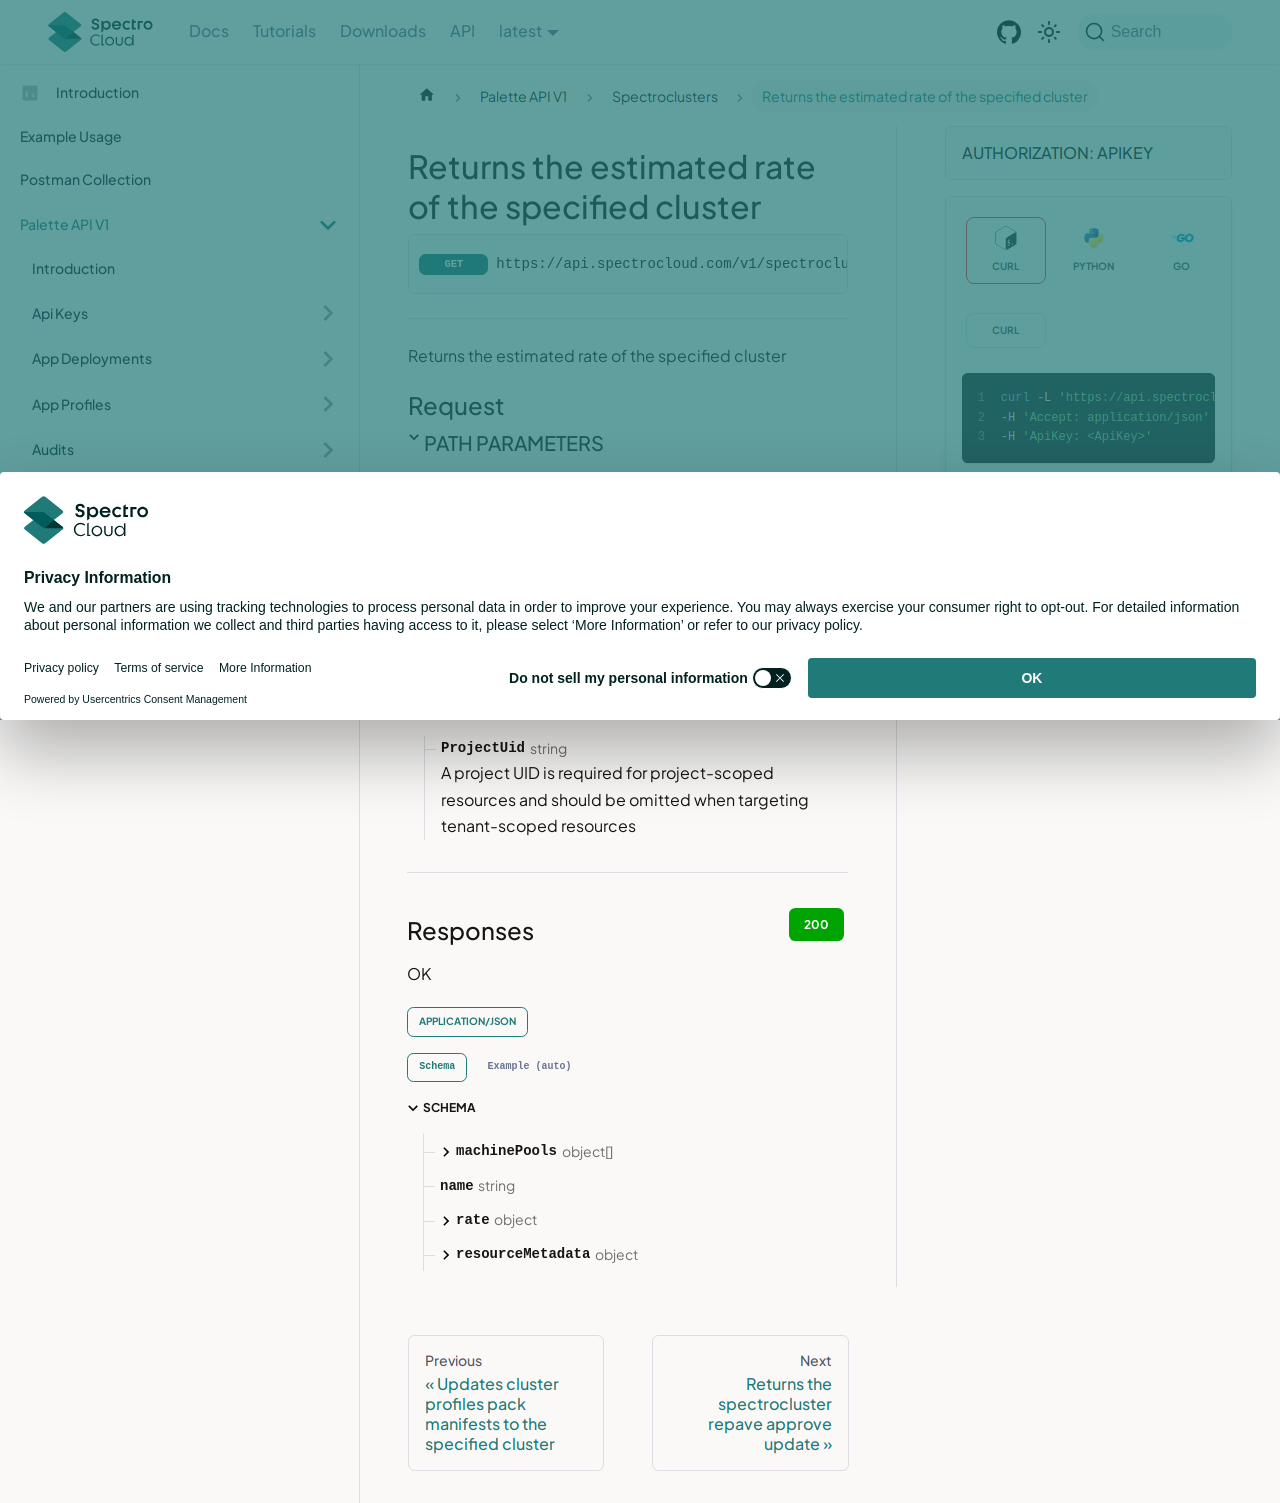 Spectro
Cloud
Docs
Tutorials
Downloads
API
latest
Search
Introduction
Example Usage
Postman Collection
Palette API V1
Introduction
Api Keys
App Deployments
App Profiles
Audits
Palette API V1
Spectroclusters
Returns the estimated rate of the specified cluster
Returns the estimated rate
of the specified cluster
GET https://api.spectrocloud.com/v1/spectroclu
Returns the estimated rate of the specified cluster
Request
PATH PARAMETERS
AUTHORIZATION: APIKEY
CURL
PYTHON
GO
CURL
1 curl -L 'https://api.spectrocl
2 -H 'Accept: application/json'
3 -H 'ApiKey: <ApiKey>'
Spectro
Cloud
Privacy Information
We and our partners are using tracking technologies to process personal data in order to improve your experience. You may always exercise your consumer right to opt-out. For detailed information
about personal information we collect and third parties having access to it, please select ‘More Information’ or refer to our privacy policy.
Privacy policy
Terms of service
More Information
Powered by Usercentrics Consent Management
Do not sell my personal information
OK
ProjectUid string
A project UID is required for project-scoped
resources and should be omitted when targeting
tenant-scoped resources
Responses
200
OK
APPLICATION/JSON
Schema
Example (auto)
SCHEMA
machinePools object[]
name string
rate object
resourceMetadata object
Previous
« Updates cluster
profiles pack
manifests to the
specified cluster
Next
Returns the
spectrocluster
repave approve
update »